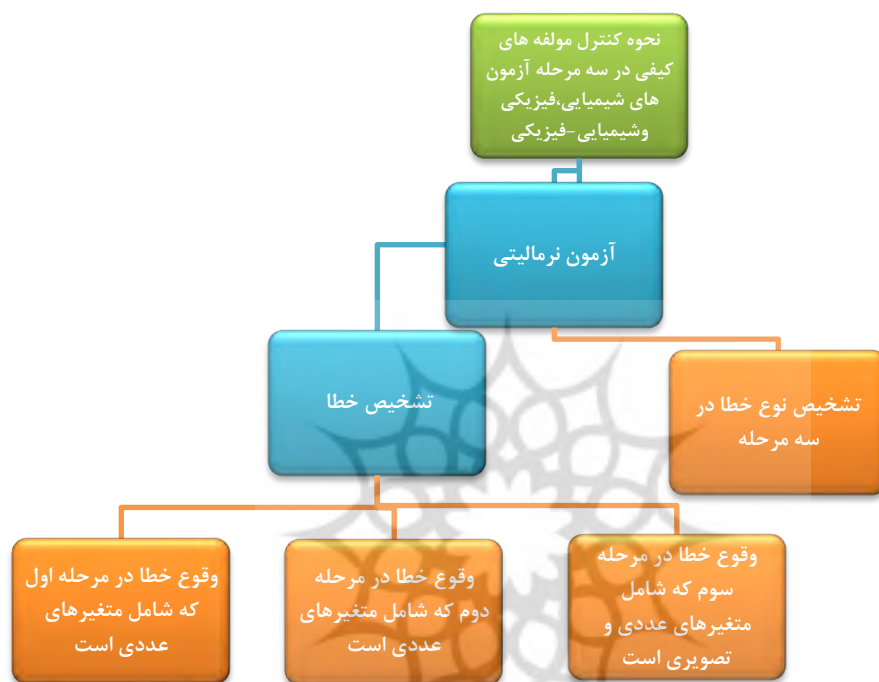 نحوه کنترل مولفه های
کیفی در سه مرحله آزمون
های شیمیایی،فیزیکی
وشیمیایی-فیزیکی
آزمون نرمالیتی
تشخیص خطا
تشخیص نوع خطا در
سه مرحله
وقوع خطا در مرحله
سوم که شامل
متغیرهای عددی و
تصویری است
وقوع خطا در مرحله
دوم که شامل متغیرهای
عددی است
وقوع خطا در مرحله اول
که شامل متغیرهای
عددی است